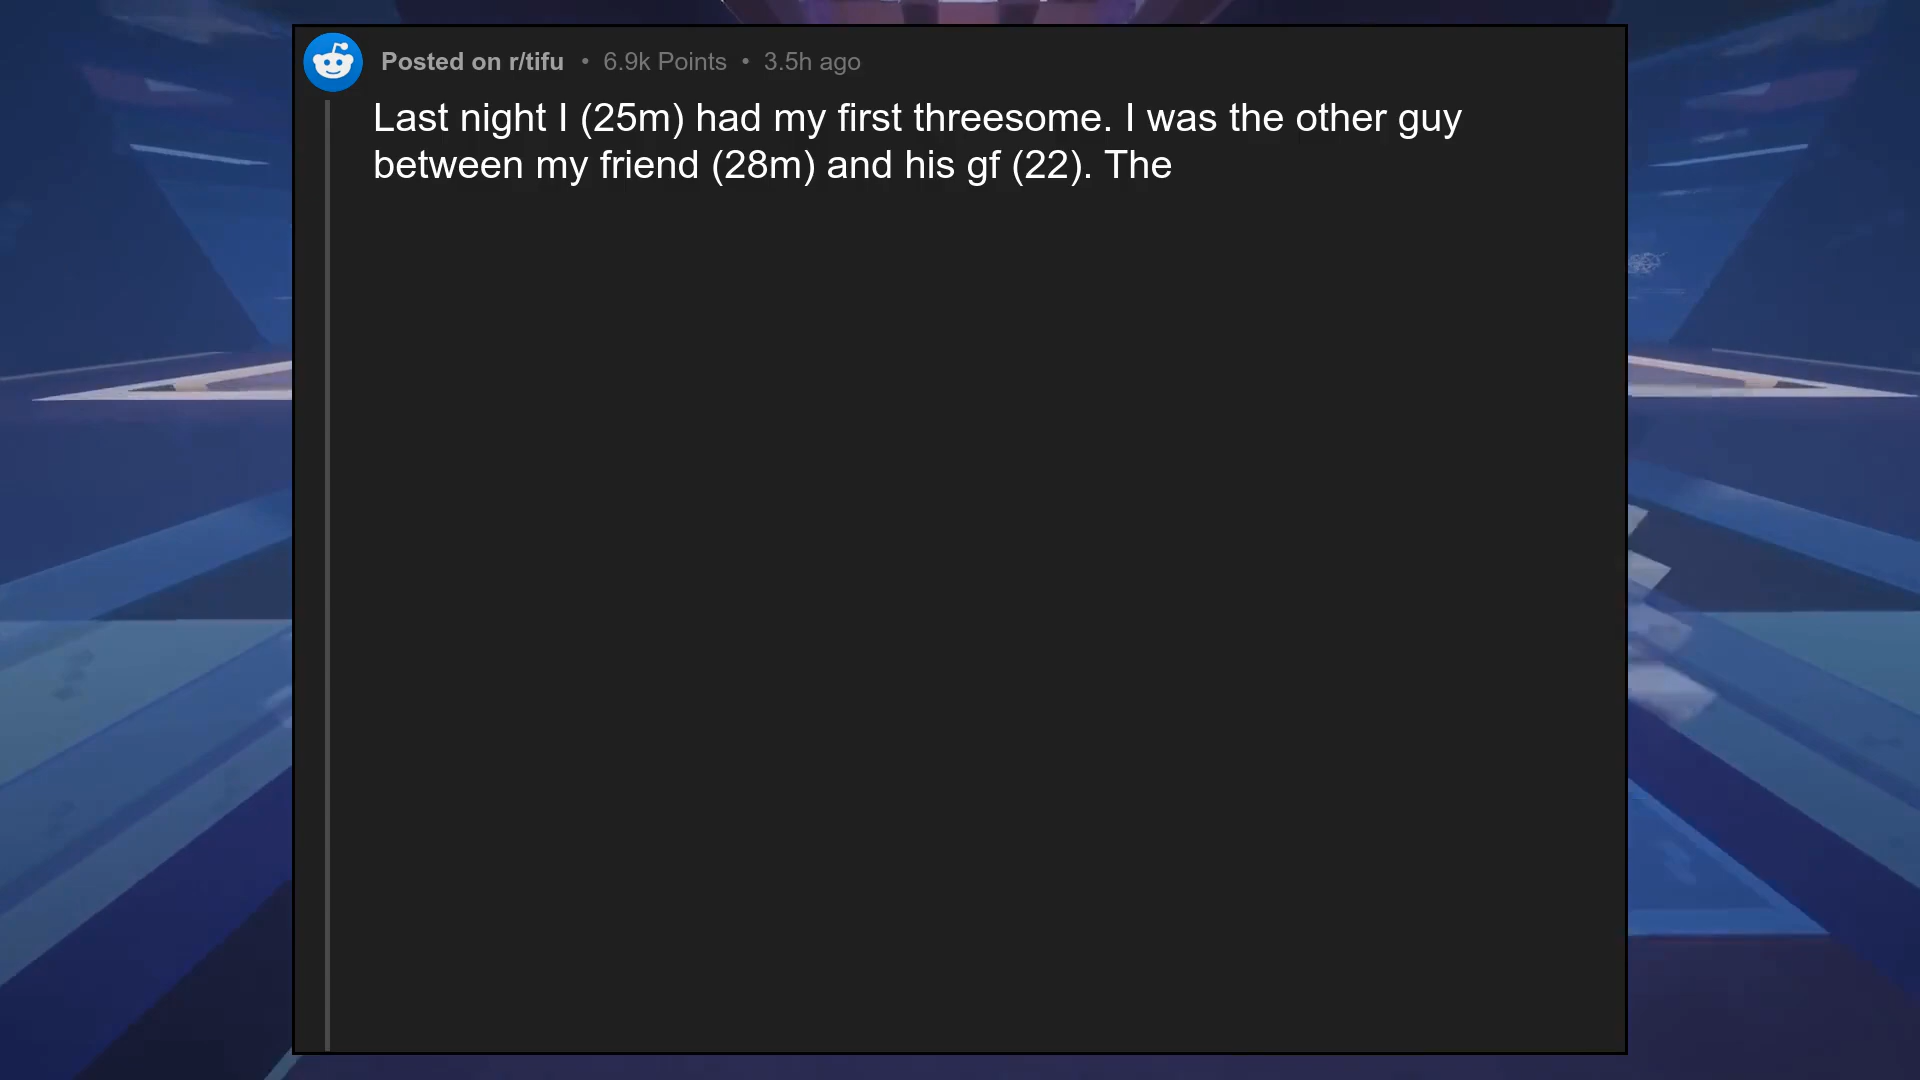 Posted on r/tifu • 6.9k Points • 3.5h ago
Last night I (25m) had my first threesome. I was the other guy
between my friend (28m) and his gf (22). The